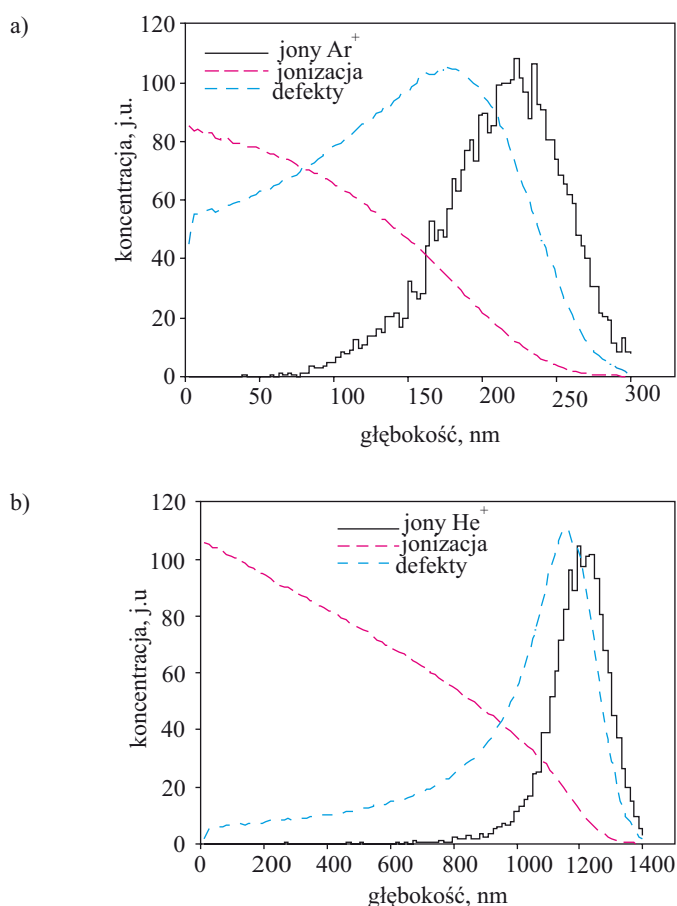 a)
120
100
80
60
40
20
0
koncentracja, j.u.
jony Ar+
jonizacja
defekty
0 50 100 150 200 250 300
głębokość, nm
b)
120
100
80
60
40
20
0
koncentracja, j.u
jony He+
jonizacja
defekty
0 200 400 600 800 1000 1200 1400
głębokość, nm